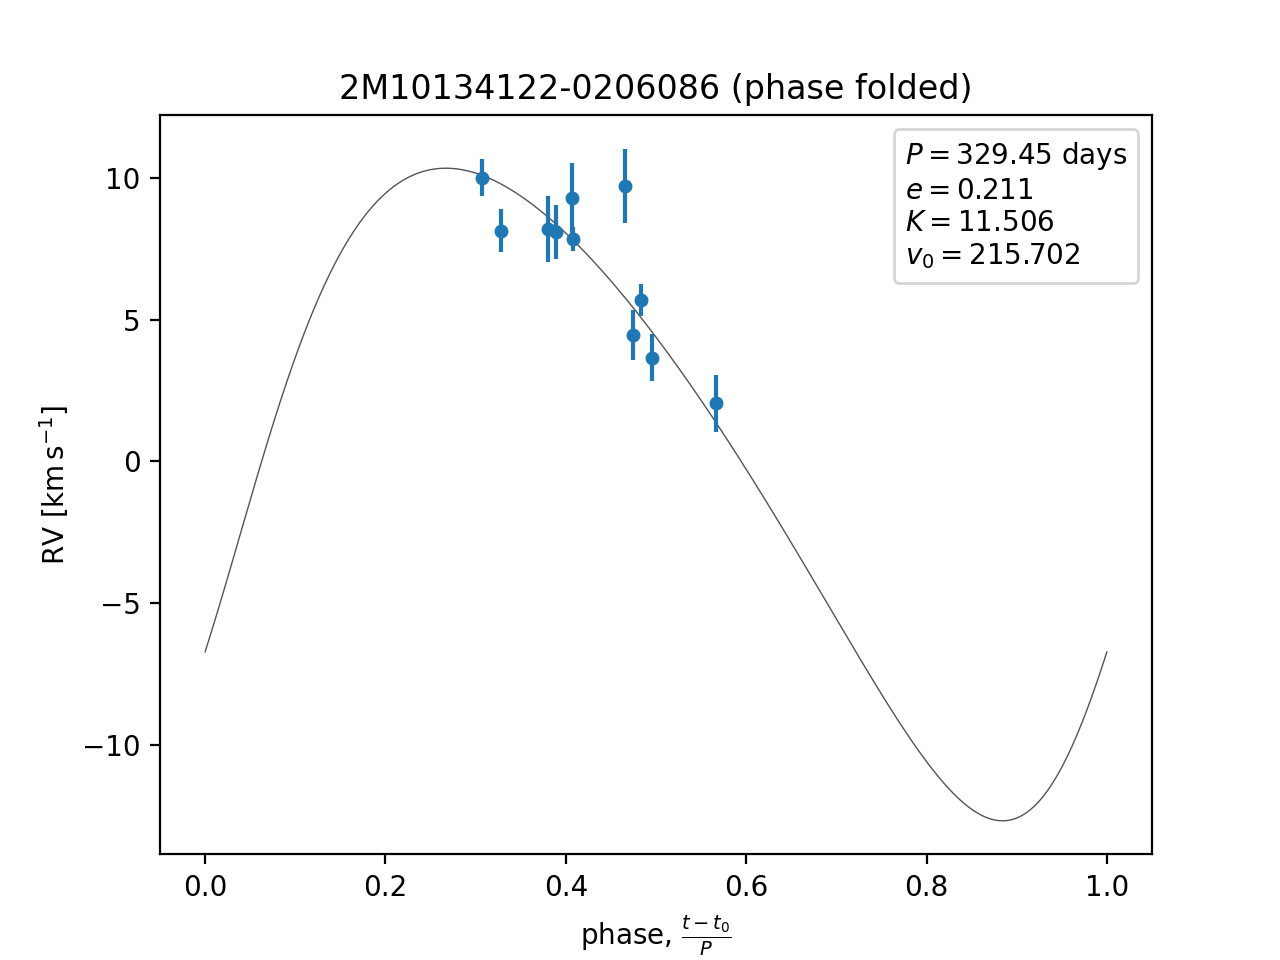 2M10134122-0206086 (phase folded)
P = 329.45 days
e = 0.211
K = 11.506
v₀ = 215.702
RV [km s⁻¹]
10
5
0
−5
−10
0.0 0.2 0.4 0.6 0.8 1.0
phase, (t − t₀)/P